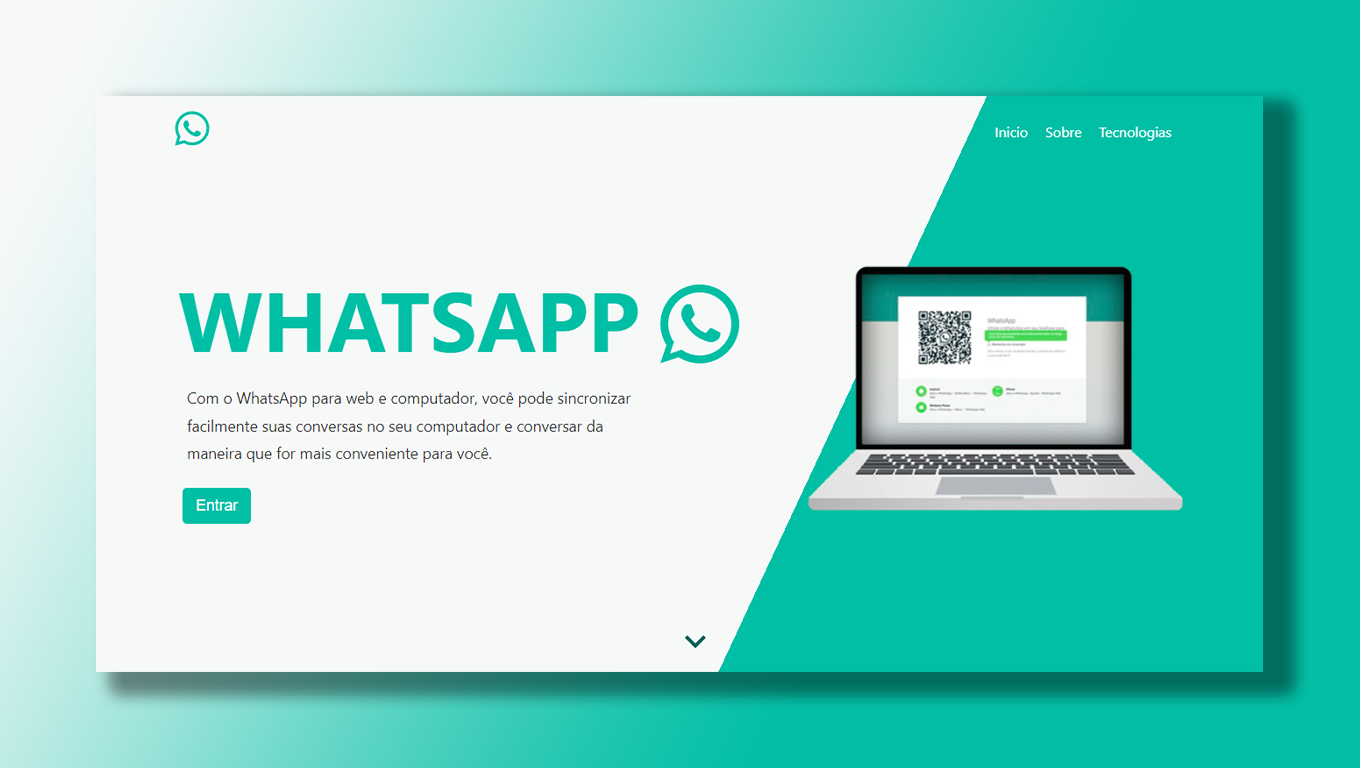 Inicio Sobre Tecnologias
WHATSAPP
Com o WhatsApp para web e computador, você pode sincronizar
facilmente suas conversas no seu computador e conversar da
maneira que for mais conveniente para você.
Entrar
WhatsApp